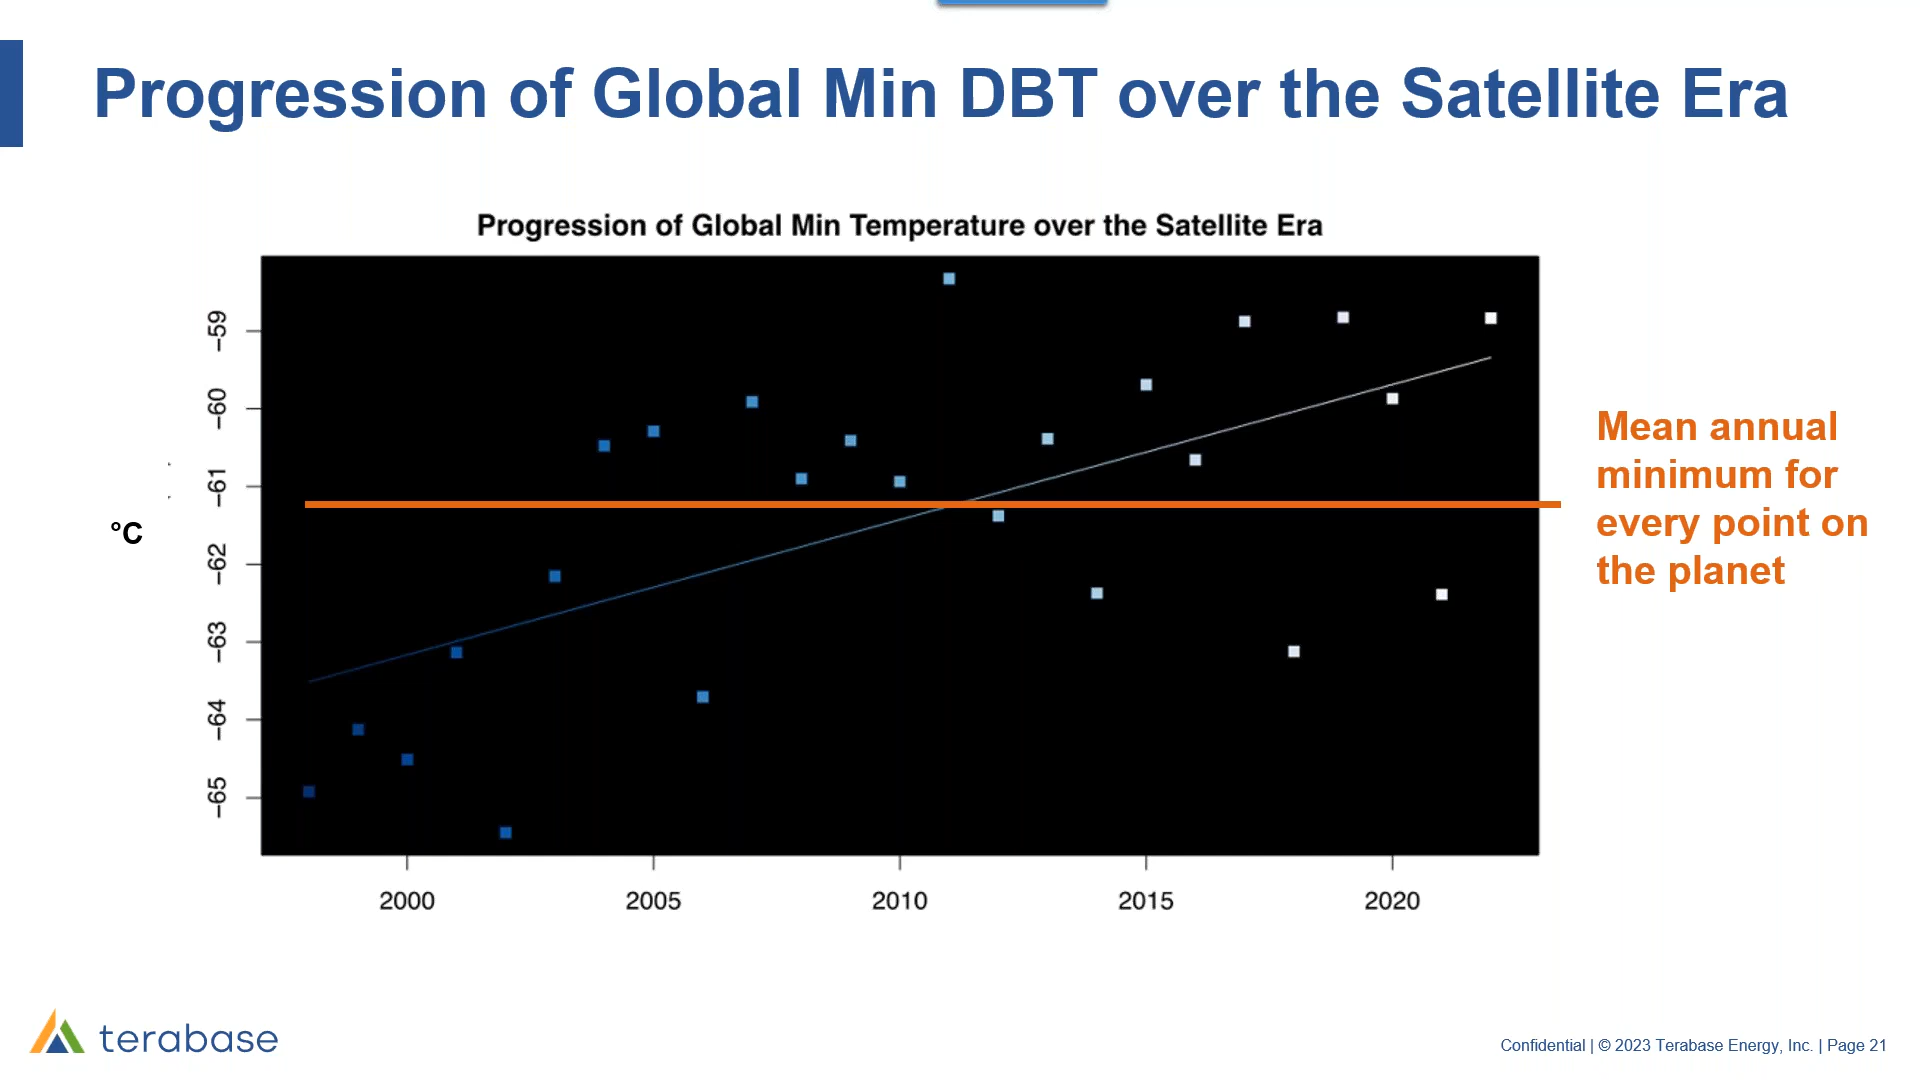 Progression of Global Min DBT over the Satellite Era
Progression of Global Min Temperature over the Satellite Era
−59
−60
−61
−62
−63
−64
−65
°C
2000
2005
2010
2015
2020
Mean annual
minimum for
every point on
the planet
terabase
Confidential | © 2023 Terabase Energy, Inc. | Page 21